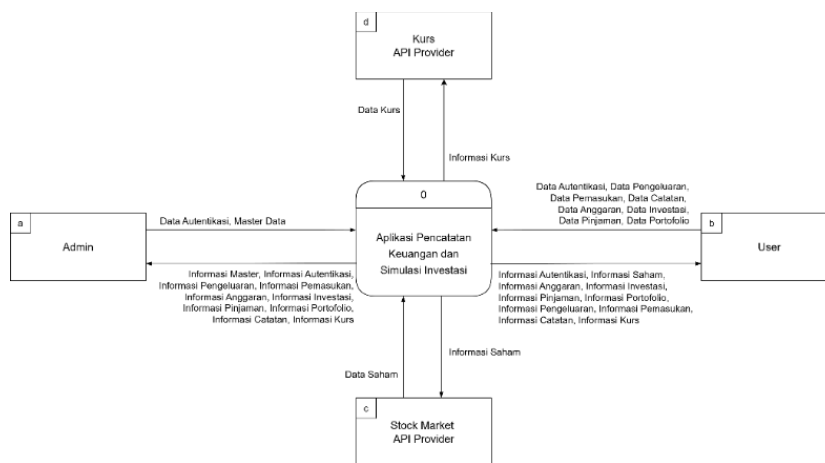 d
Kurs
API Provider
Data Kurs
Informasi Kurs
a
Admin
Data Autentikasi, Master Data
0
Aplikasi Pencatatan
Keuangan dan
Simulasi Investasi
Data Autentikasi, Data Pengeluaran,
Data Pemasukan, Data Catatan,
Data Anggaran, Data Investasi,
Data Pinjaman, Data Portofolio
b
User
Informasi Master, Informasi Autentikasi,
Informasi Pengeluaran, Informasi Pemasukan,
Informasi Anggaran, Informasi Investasi,
Informasi Pinjaman, Informasi Portofolio,
Informasi Catatan, Informasi Kurs
Informasi Autentikasi, Informasi Saham,
Informasi Anggaran, Informasi Investasi,
Informasi Pinjaman, Informasi Portofolio,
Informasi Pengeluaran, Informasi Pemasukan,
Informasi Catatan, Informasi Kurs
Data Saham
Informasi Saham
c
Stock Market
API Provider